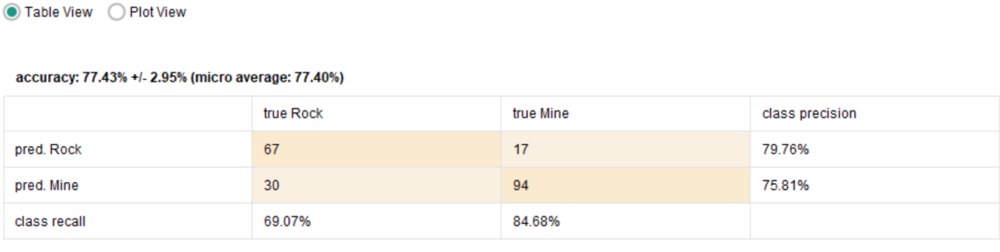 Table View Plot View
accuracy: 77.43% +/- 2.95% (micro average: 77.40%)
true Rock true Mine class precision
pred. Rock 67 17 79.76%
pred. Mine 30 94 75.81%
class recall 69.07% 84.68%